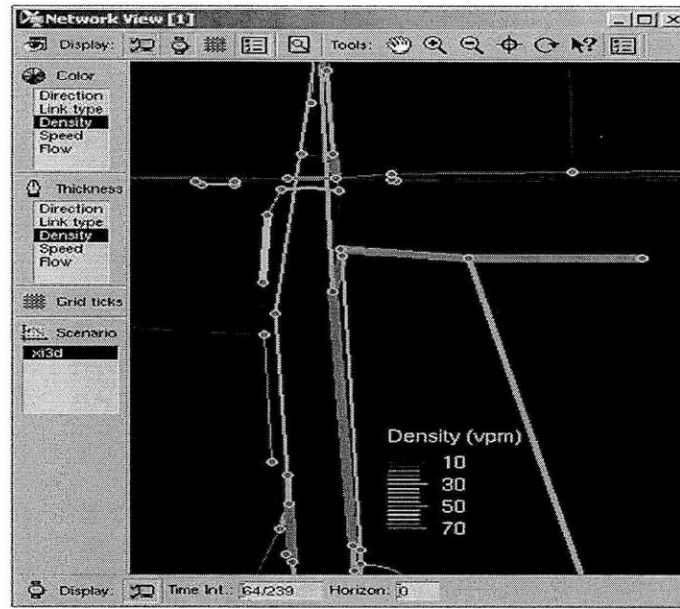 Network View [1]
Display:
Tools:
Color
Direction
Link type
Density
Speed
Flow
Thickness
Direction
Link type
Density
Speed
Flow
Grid ticks
Scenario
xi3d
Density (vpm)
10
30
50
70
Display:
Time Int.: 64/239
Horizon: 0